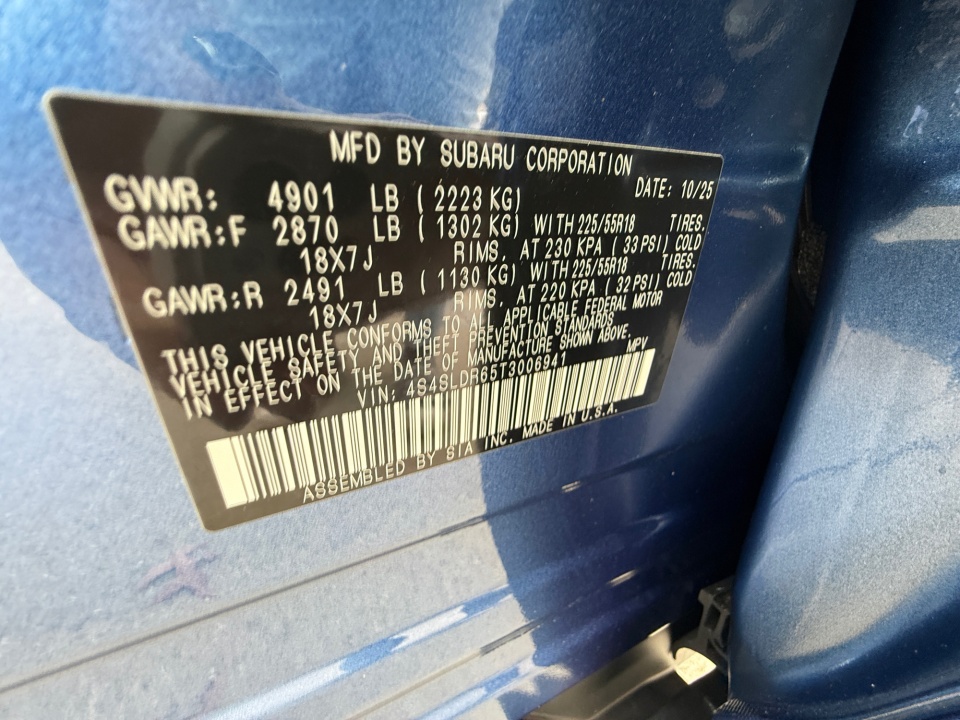 MFD BY SUBARU CORPORATION
DATE: 10/25
GVWR: 4901 LB ( 2223 KG)
GAWR:F 2870 LB ( 1302 KG) WITH 225/55R18 TIRES.
18X7J RIMS, AT 230 KPA ( 33 PSI) COLD
GAWR:R 2491 LB ( 1130 KG) WITH 225/55R18 TIRES.
18X7J RIMS, AT 220 KPA ( 32 PSI) COLD
THIS VEHICLE CONFORMS TO ALL APPLICABLE FEDERAL MOTOR
VEHICLE SAFETY AND THEFT PREVENTION STANDARDS
IN EFFECT ON THE DATE OF MANUFACTURE SHOWN ABOVE.
VIN: 4S4SLDR65T3006941 MPV
ASSEMBLED BY SIA INC. MADE IN U.S.A.